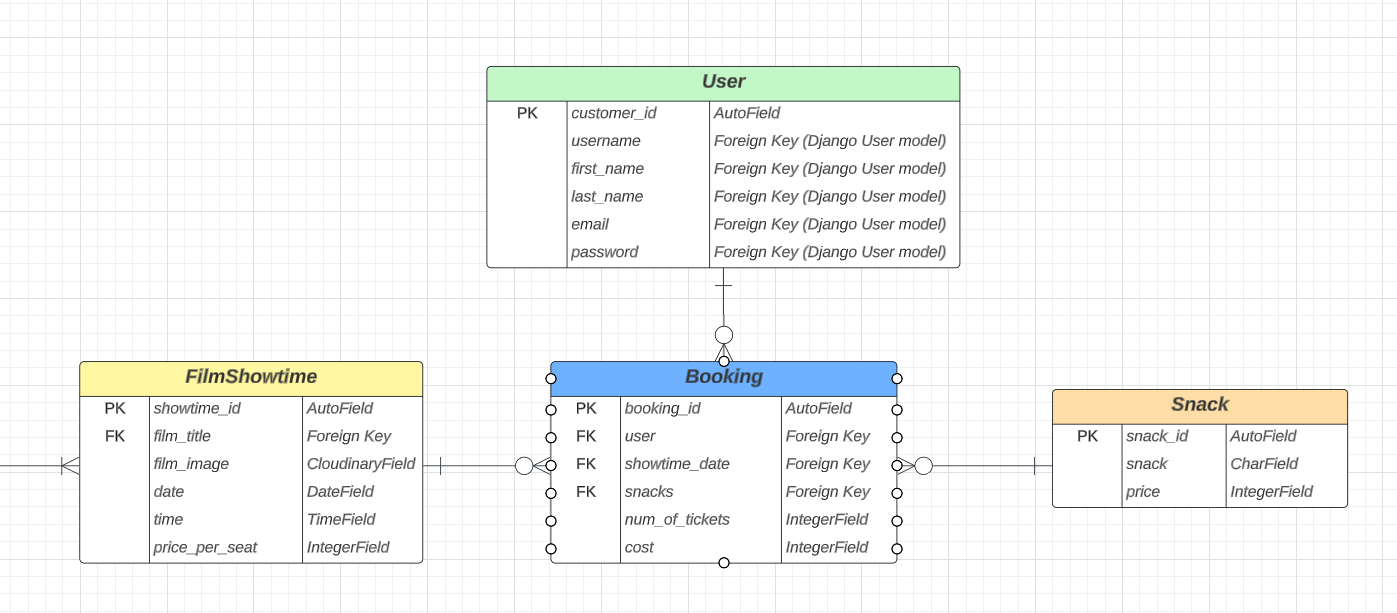 User
PK customer_id AutoField
username Foreign Key (Django User model)
first_name Foreign Key (Django User model)
last_name Foreign Key (Django User model)
email Foreign Key (Django User model)
password Foreign Key (Django User model)
FilmShowtime
PK showtime_id AutoField
FK film_title Foreign Key
film_image CloudinaryField
date DateField
time TimeField
price_per_seat IntegerField
Booking
PK booking_id AutoField
FK user Foreign Key
FK showtime_date Foreign Key
FK snacks Foreign Key
num_of_tickets IntegerField
cost IntegerField
Snack
PK snack_id AutoField
snack CharField
price IntegerField